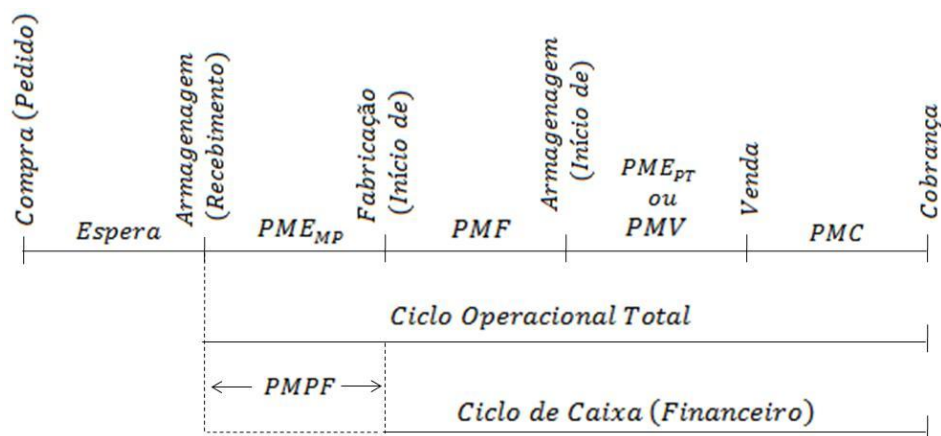 Compra (Pedido)
Armagenagem
(Recebimento)
Fabricação
(Início de)
Armagenagem
(Início de)
Venda
Cobrança
Espera
PME_MP
PMF
PME_PT
ou
PMV
PMC
Ciclo Operacional Total
PMPF
Ciclo de Caixa (Financeiro)